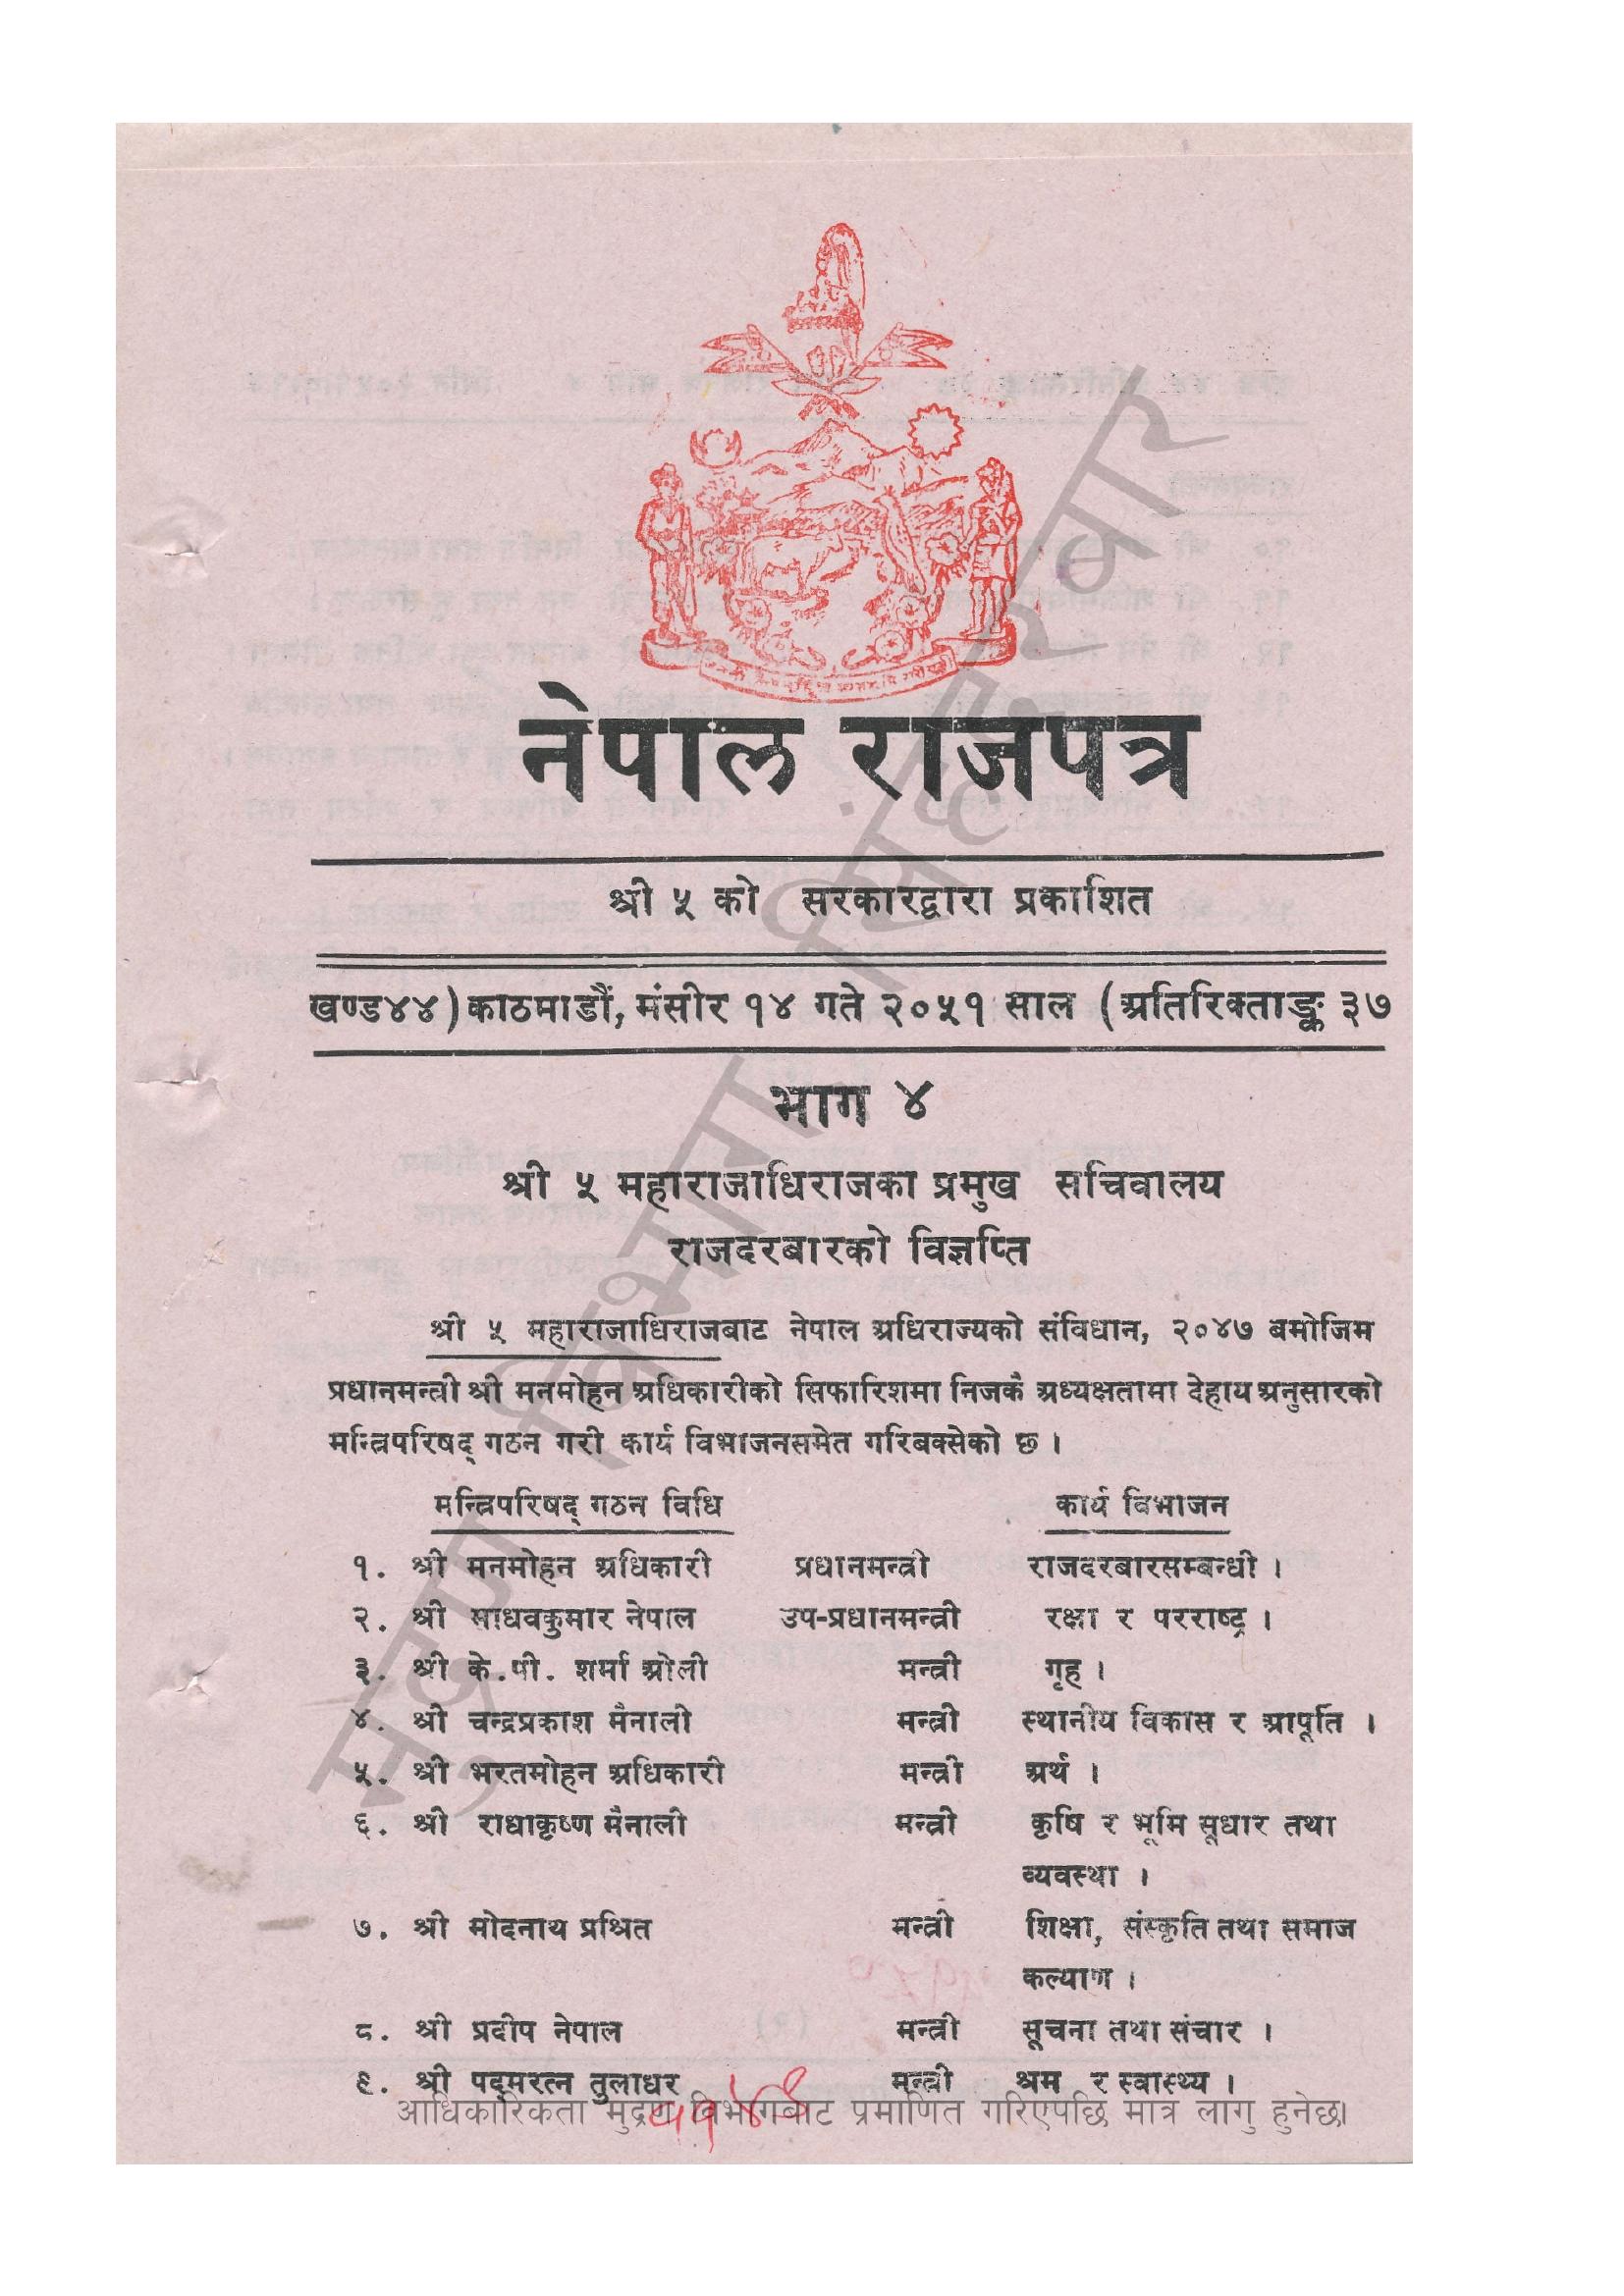 नेपाल राजपत्र
श्री ५ को सरकारद्वारा प्रकाशित
खण्ड४४) काठमाडौं, मंसीर १४ गते २०५१ साल (अतिरिक्ताङ्क ३७
भाग ४
श्री ५ महाराजाधिराजका प्रमुख सचिवालय
राजदरबारको विज्ञप्ति
श्री ५ महाराजाधिराजबाट नेपाल अधिराज्यको संविधान, २०४७ बमोजिम
प्रधानमन्त्री श्री मनमोहन अधिकारीको सिफारिशमा निजकै अध्यक्षतामा देहाय अनुसारको
मन्त्रिपरिषद् गठन गरी कार्य विभाजनसमेत गरिबक्सेको छ ।
मन्त्रिपरिषद् गठन विधि कार्य विभाजन
१. श्री मनमोहन अधिकारी प्रधानमन्त्री राजदरबारसम्बन्धी ।
२. श्री माधवकुमार नेपाल उप-प्रधानमन्त्री रक्षा र परराष्ट्र ।
३. श्री के.पी. शर्मा ओली मन्त्री गृह ।
४. श्री चन्द्रप्रकाश मैनाली मन्त्री स्थानीय विकास र आपूर्ति ।
५. श्री भरतमोहन अधिकारी मन्त्री अर्थ ।
६. श्री राधाकृष्ण मैनाली मन्त्री कृषि र भूमि सूधार तथा
व्यवस्था ।
७. श्री मोदनाथ प्रश्रित मन्त्री शिक्षा, संस्कृति तथा समाज
कल्याण ।
८. श्री प्रदीप नेपाल मन्त्री सूचना तथा संचार ।
९. श्री पद्मरत्न तुलाधर मन्त्री श्रम र स्वास्थ्य ।
आधिकारिकता मुद्रण विभागबाट प्रमाणित गरिएपछि मात्र लागु हुनेछ।
मुद्रण विभाग सिंहदरवार